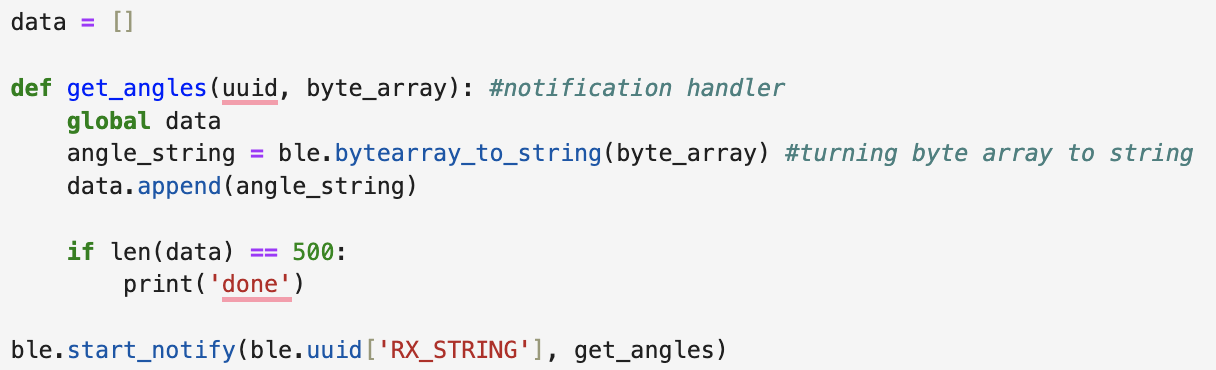 data = []
def get_angles(uuid, byte_array): #notification handler
    global data
    angle_string = ble.bytearray_to_string(byte_array) #turning byte array to string
    data.append(angle_string)
    if len(data) == 500:
        print('done')
ble.start_notify(ble.uuid['RX_STRING'], get_angles)